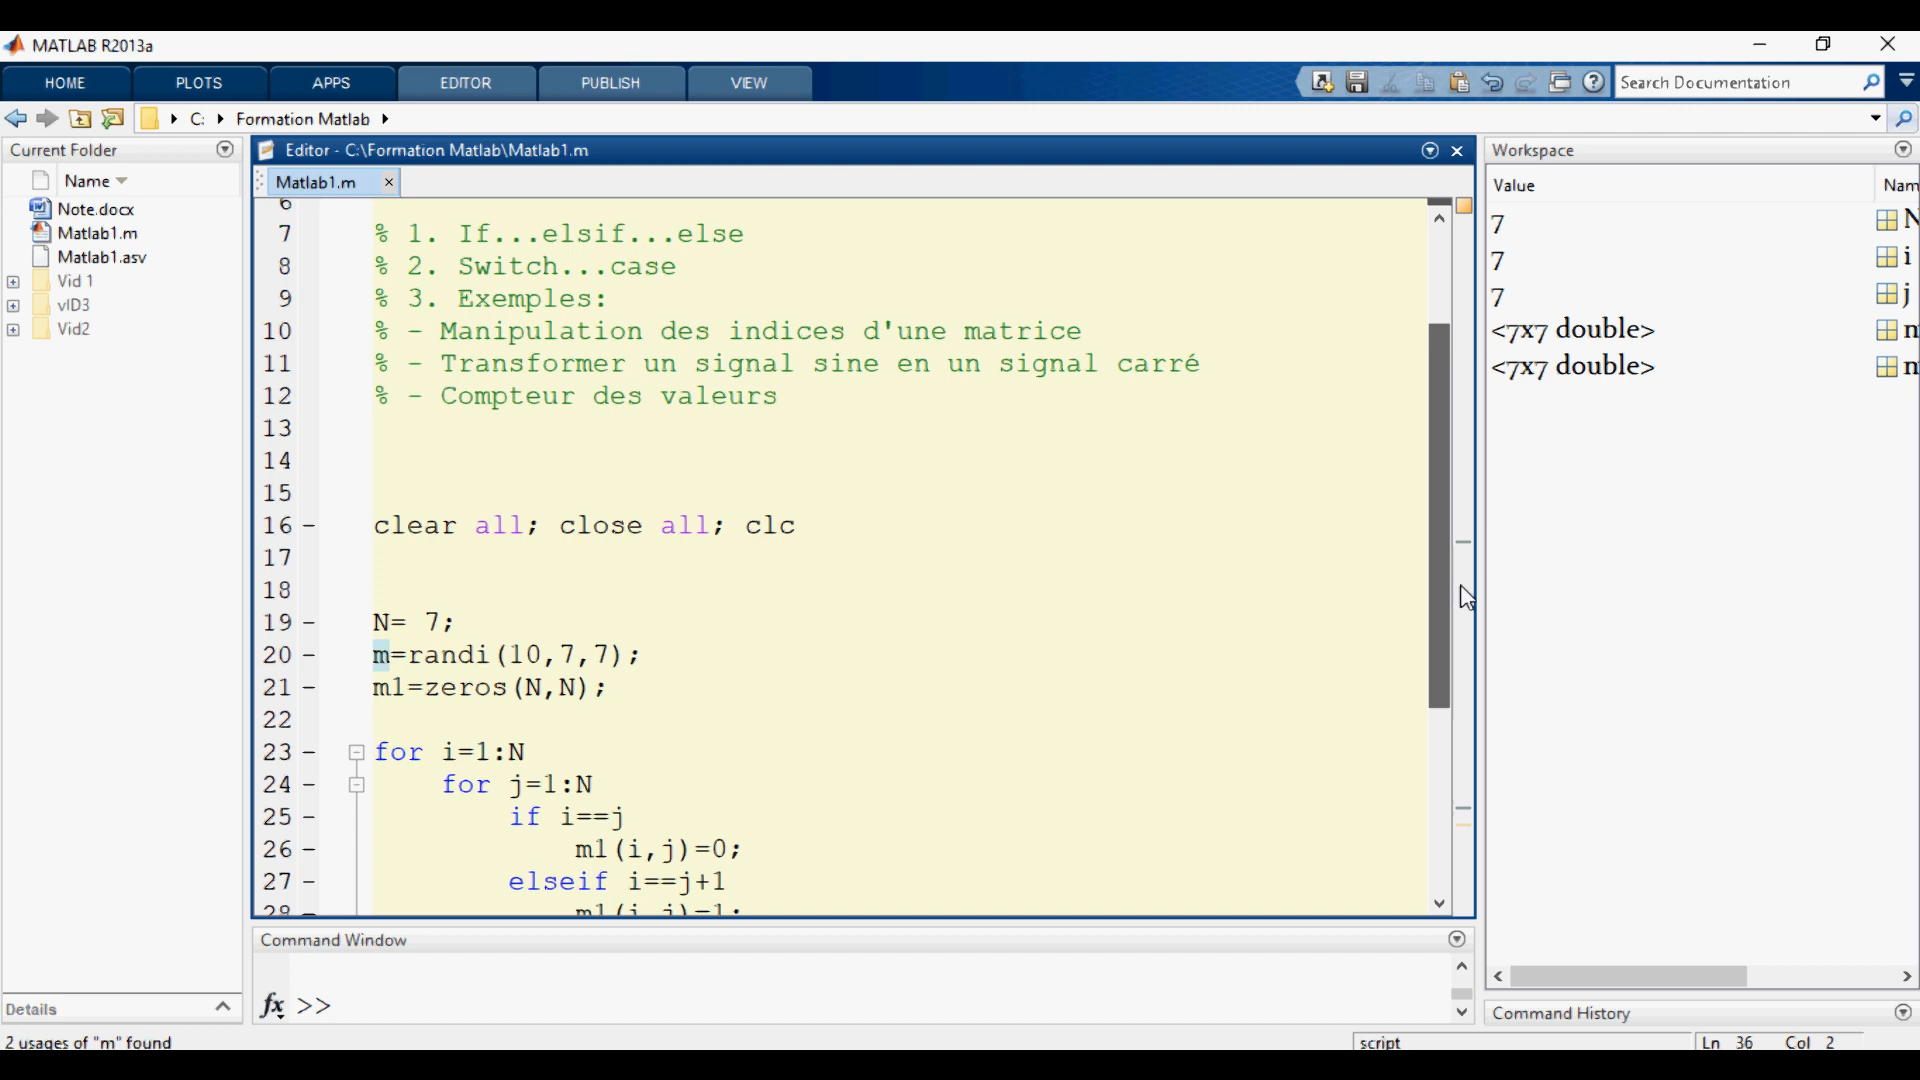 MATLAB R2013a
HOME PLOTS APPS EDITOR PUBLISH VIEW
Search Documentation
C: Formation Matlab
Current Folder
Name
Note.docx
Matlab1.m
Matlab1.asv
Vid 1
vID3
Vid2
Details
Editor - C:\Formation Matlab\Matlab1.m
Matlab1.m
6
7 % 1. If...elsif...else
8 % 2. Switch...case
9 % 3. Exemples:
10 % - Manipulation des indices d'une matrice
11 % - Transformer un signal sine en un signal carré
12 % - Compteur des valeurs
13
14
15
16 - clear all; close all; clc
17
18
19 - N= 7;
20 - m=randi(10,7,7);
21 - m1=zeros(N,N);
22
23 - for i=1:N
24 - for j=1:N
25 - if i==j
26 - m1(i,j)=0;
27 - elseif i==j+1
28 - m1(i,j)=1;
Command Window
fx >>
Workspace
Value Nam
7 N
7 i
7 j
<7x7 double> m
<7x7 double> m
Command History
2 usages of "m" found
script
Ln 36 Col 2